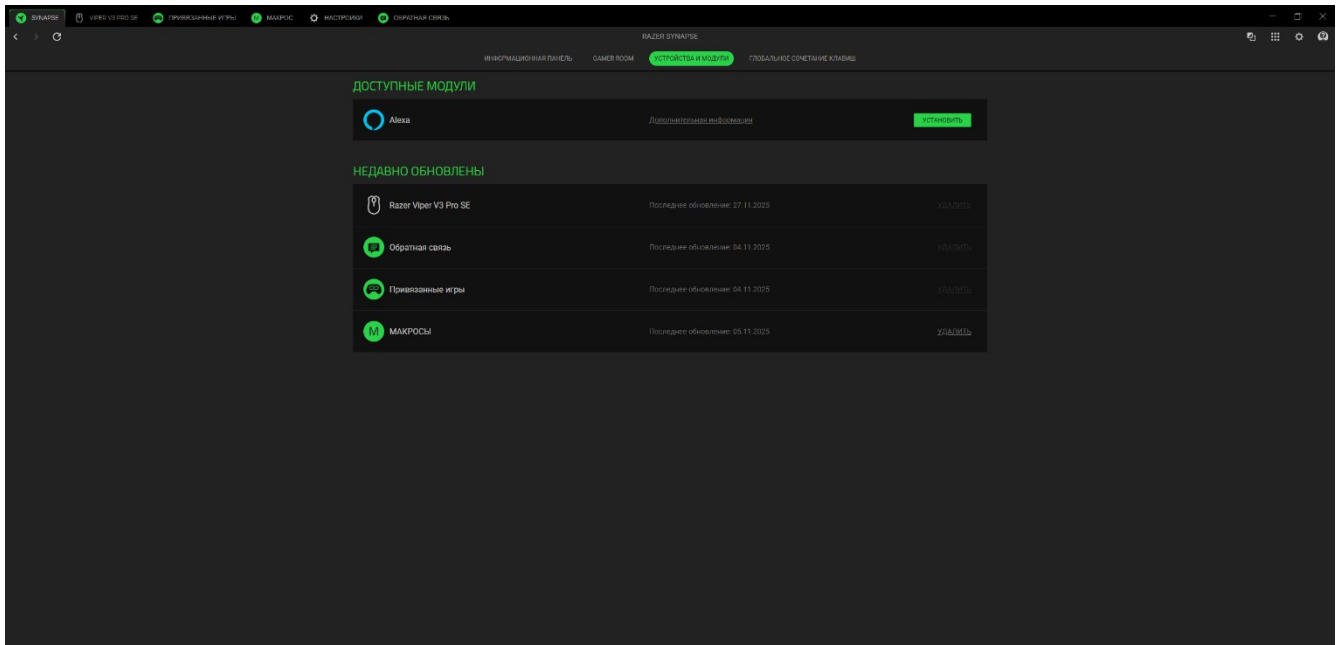 SYNAPSE VIPER V3 PRO SE ПРИВЯЗАННЫЕ ИГРЫ M МАКРОС НАСТРОЙКИ ОБРАТНАЯ СВЯЗЬ
RAZER SYNAPSE
ИНФОРМАЦИОННАЯ ПАНЕЛЬ GAMER ROOM УСТРОЙСТВА И МОДУЛИ ГЛОБАЛЬНОЕ СОЧЕТАНИЕ КЛАВИШ
ДОСТУПНЫЕ МОДУЛИ
Alexa Дополнительная информация УСТАНОВИТЬ
НЕДАВНО ОБНОВЛЕНЫ
Razer Viper V3 Pro SE Последнее обновление: 27.11.2025 УДАЛИТЬ
Обратная связь Последнее обновление: 04.11.2025 УДАЛИТЬ
Привязанные игры Последнее обновление: 04.11.2025 УДАЛИТЬ
M МАКРОСЫ Последнее обновление: 05.11.2025 УДАЛИТЬ